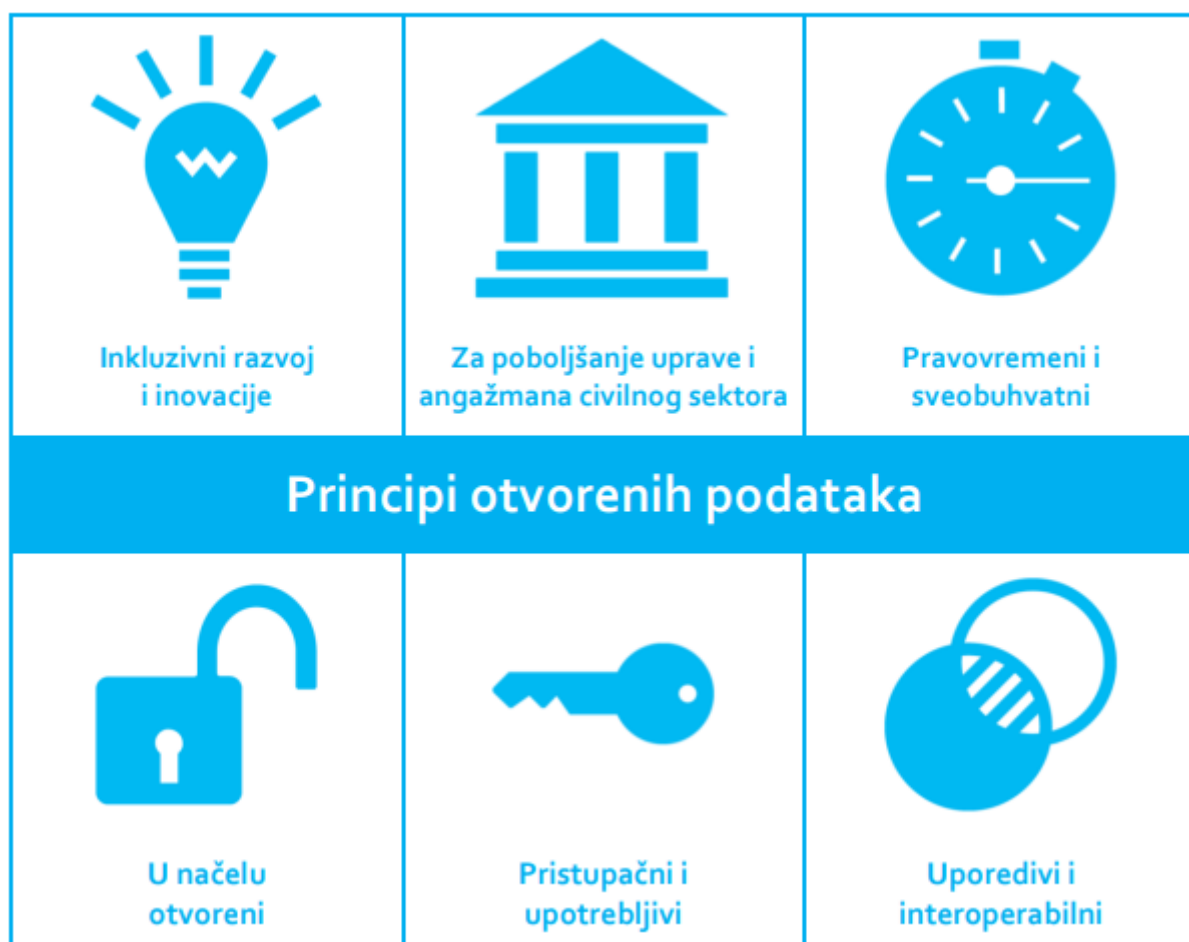 Inkluzivni razvoj
i inovacije
Za poboljšanje uprave i
angažmana civilnog sektora
Pravovremeni i
sveobuhvatni
Principi otvorenih podataka
U načelu
otvoreni
Pristupačni i
upotrebljivi
Uporedivi i
interoperabilni